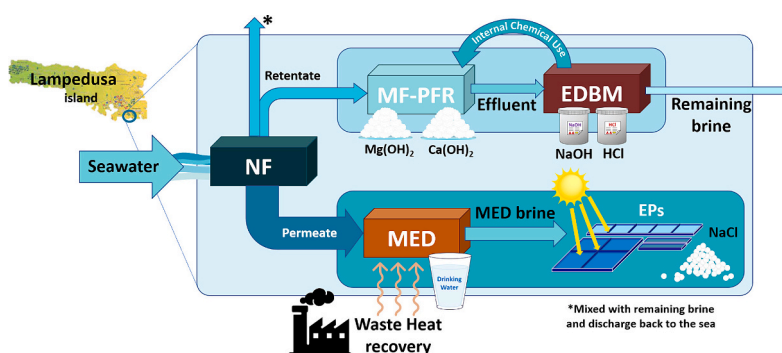 *
Lampedusa
island
Seawater
NF
Retentate
Internal Chemical Use
MF-PFR
Effluent
EDBM
Remaining
brine
Mg(OH)2
Ca(OH)2
NaOH
HCl
NaOH
HCl
Permeate
MED
MED brine
EPs
NaCl
Drinking
Water
Waste Heat
recovery
*Mixed with remaining brine
and discharge back to the sea